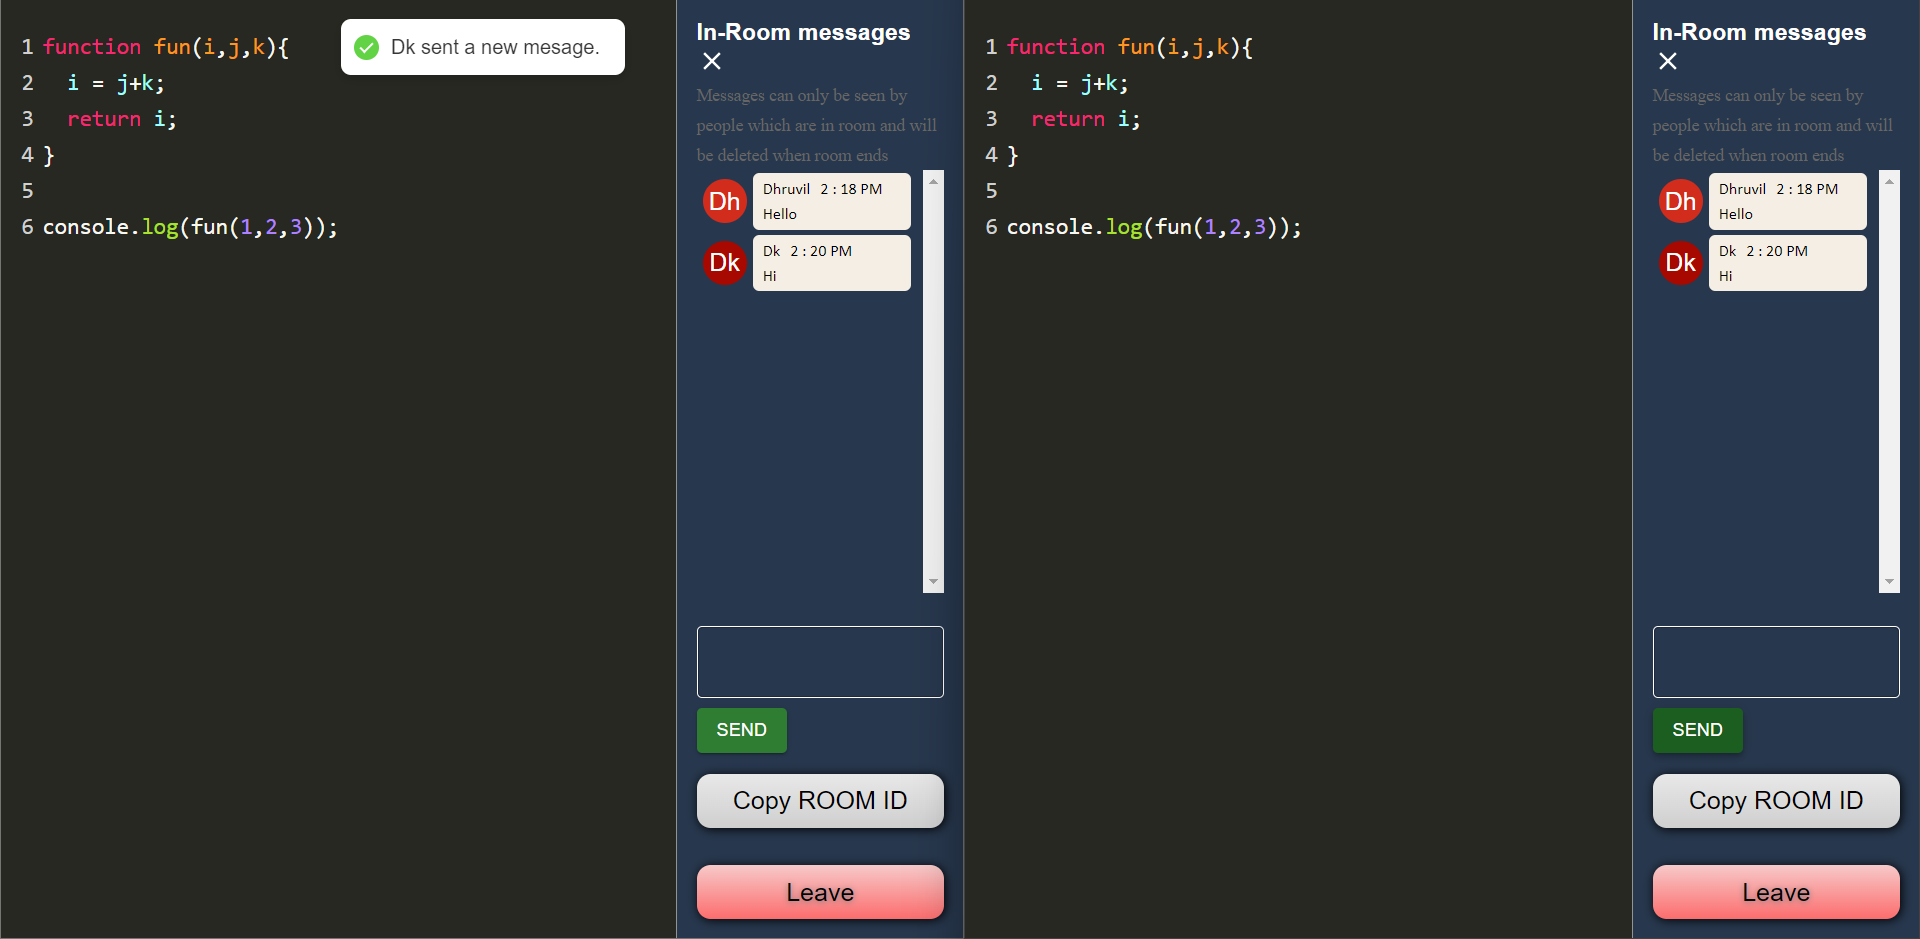 1 function fun(i,j,k){
2   i = j+k;
3   return i;
4 }
5
6 console.log(fun(1,2,3));
Dk sent a new mesage.
In-Room messages
Messages can only be seen by
people which are in room and will
be deleted when room ends
Dh
Dhruvil 2 : 18 PM
Hello
Dk
Dk 2 : 20 PM
Hi
SEND
Copy ROOM ID
Leave
1 function fun(i,j,k){
2   i = j+k;
3   return i;
4 }
5
6 console.log(fun(1,2,3));
In-Room messages
Messages can only be seen by
people which are in room and will
be deleted when room ends
Dh
Dhruvil 2 : 18 PM
Hello
Dk
Dk 2 : 20 PM
Hi
SEND
Copy ROOM ID
Leave